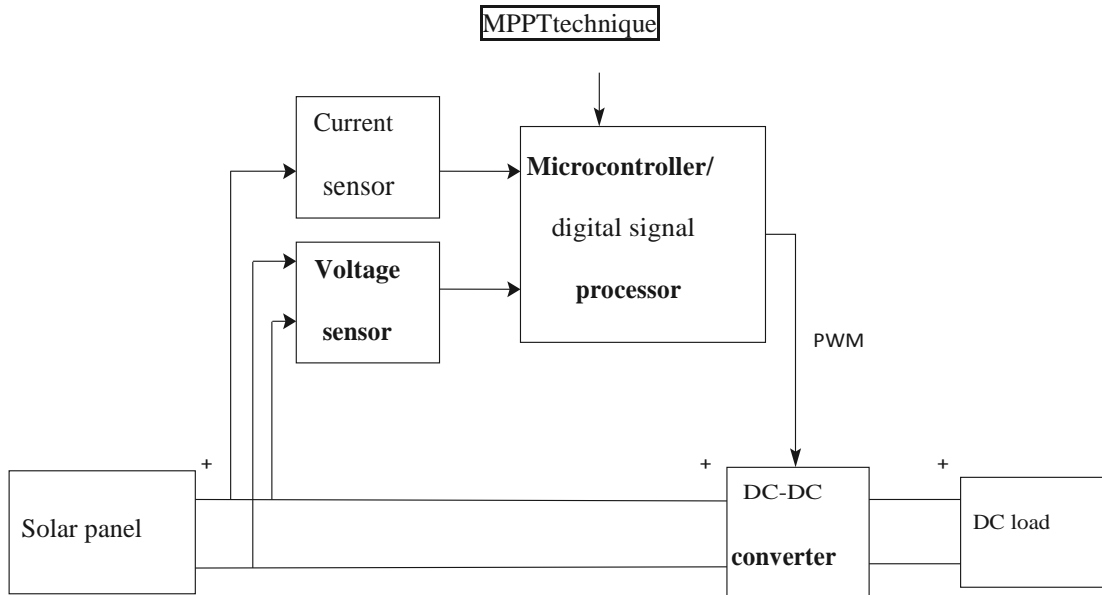 MPPTtechnique
Current
sensor
Microcontroller/
digital signal
processor
Voltage
sensor
PWM
+
+
+
Solar panel
DC-DC
converter
DC load